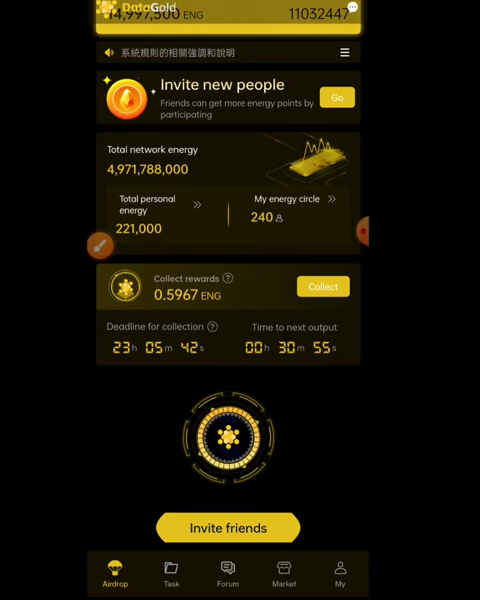 DataGold
14,997,500 ENG 11032447
系統規則的相關強調和說明
Invite new people
Friends can get more energy points by
participating
Go
Total network energy
4,971,788,000
Total personal
energy
221,000
My energy circle
240
Collect rewards ?
0.5967 ENG
Collect
Deadline for collection ?
23h 05m 42s
Time to next output
00h 30m 55s
Invite friends
Airdrop Task Forum Market My